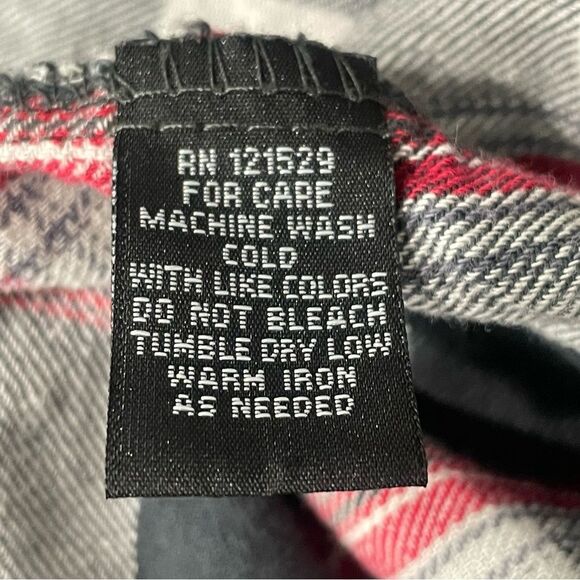 RN 121529
FOR CARE
MACHINE WASH
COLD
WITH LIKE COLORS
DO NOT BLEACH
TUMBLE DRY LOW
WARM IRON
AS NEEDED